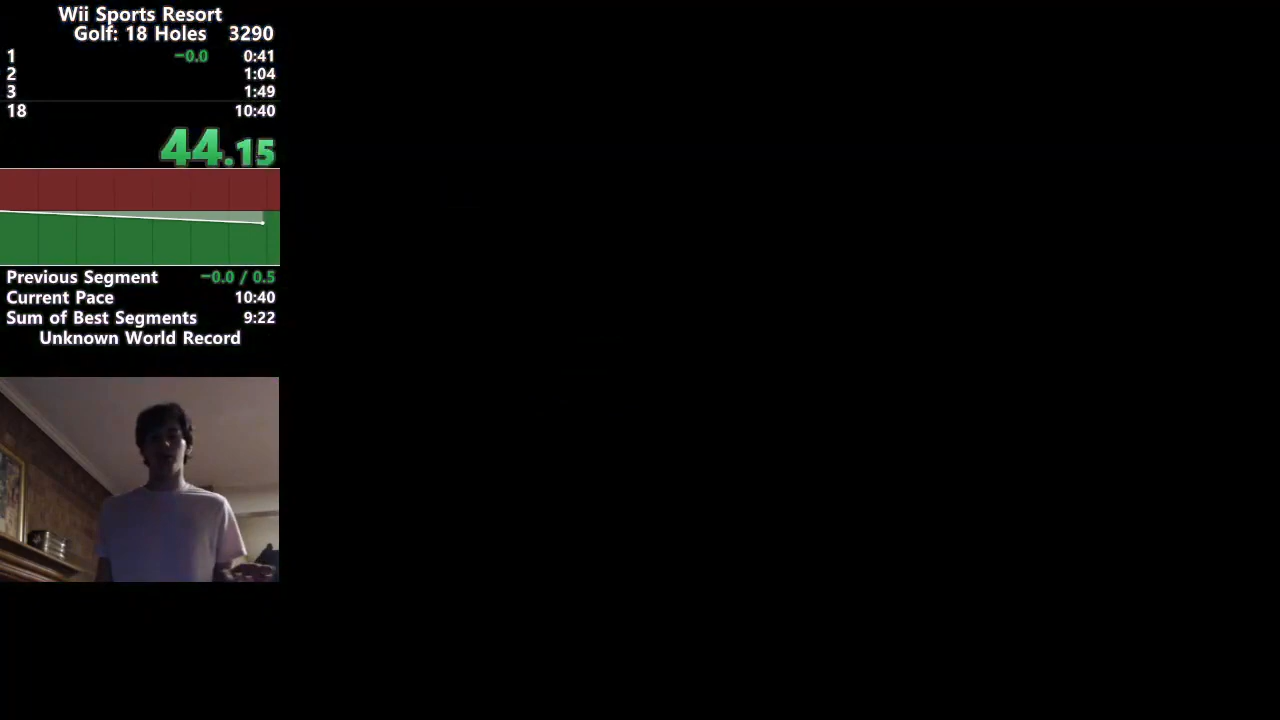 Wii Sports Resort
Golf: 18 Holes 3290
1 −0.0 0:41
2 1:04
3 1:49
18 10:40
44.15
Previous Segment −0.0 / 0.5
Current Pace 10:40
Sum of Best Segments 9:22
Unknown World Record